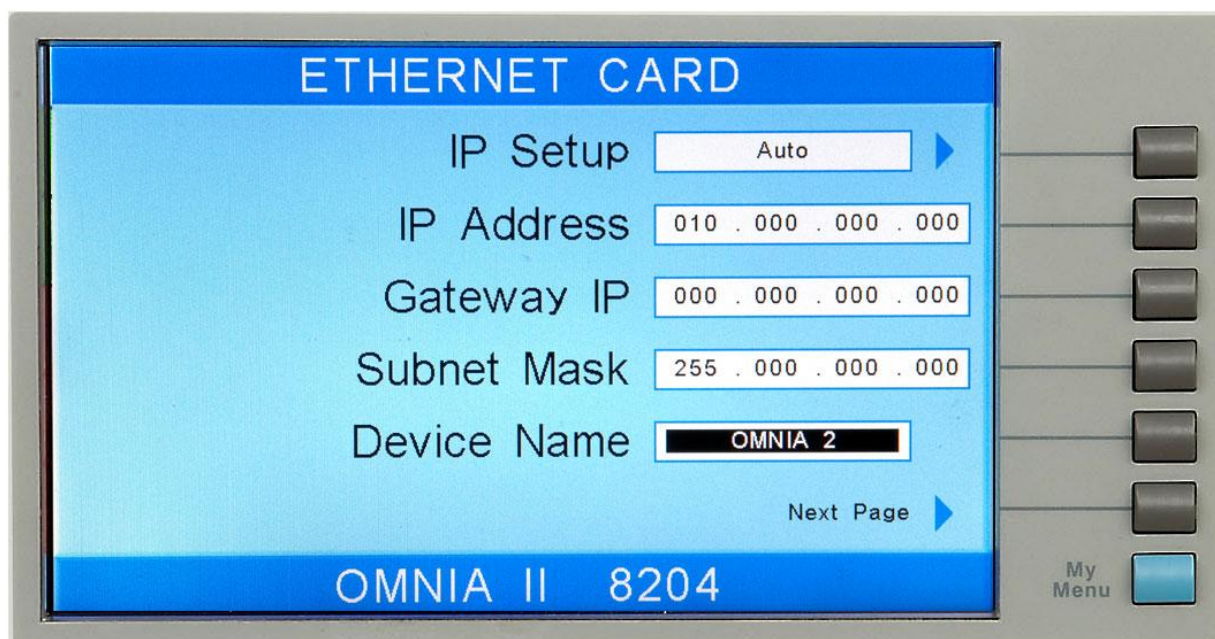 ETHERNET CARD
IP Setup Auto
IP Address 010 . 000 . 000 . 000
Gateway IP 000 . 000 . 000 . 000
Subnet Mask 255 . 000 . 000 . 000
Device Name OMNIA 2
Next Page
OMNIA II 8204
My
Menu